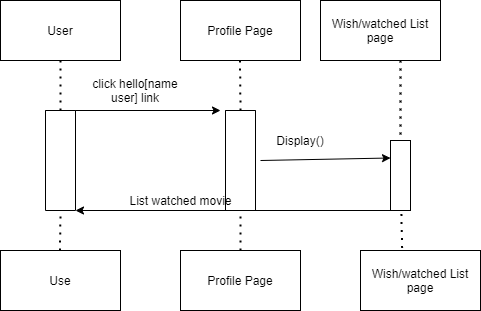 User
Profile Page
Wish/watched List
page
click hello[name
user] link
Display()
List watched movie
Use
Profile Page
Wish/watched List
page